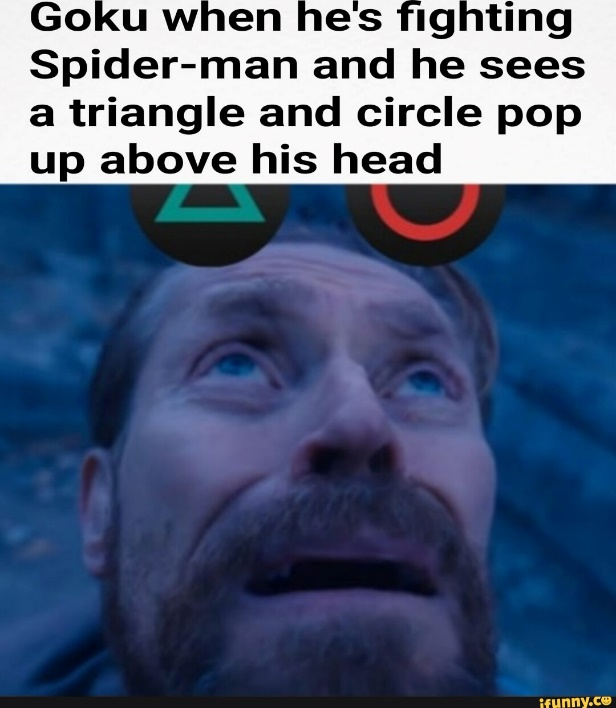 Goku when he's fighting
Spider-man and he sees
a triangle and circle pop
up above his head
ifunny.co